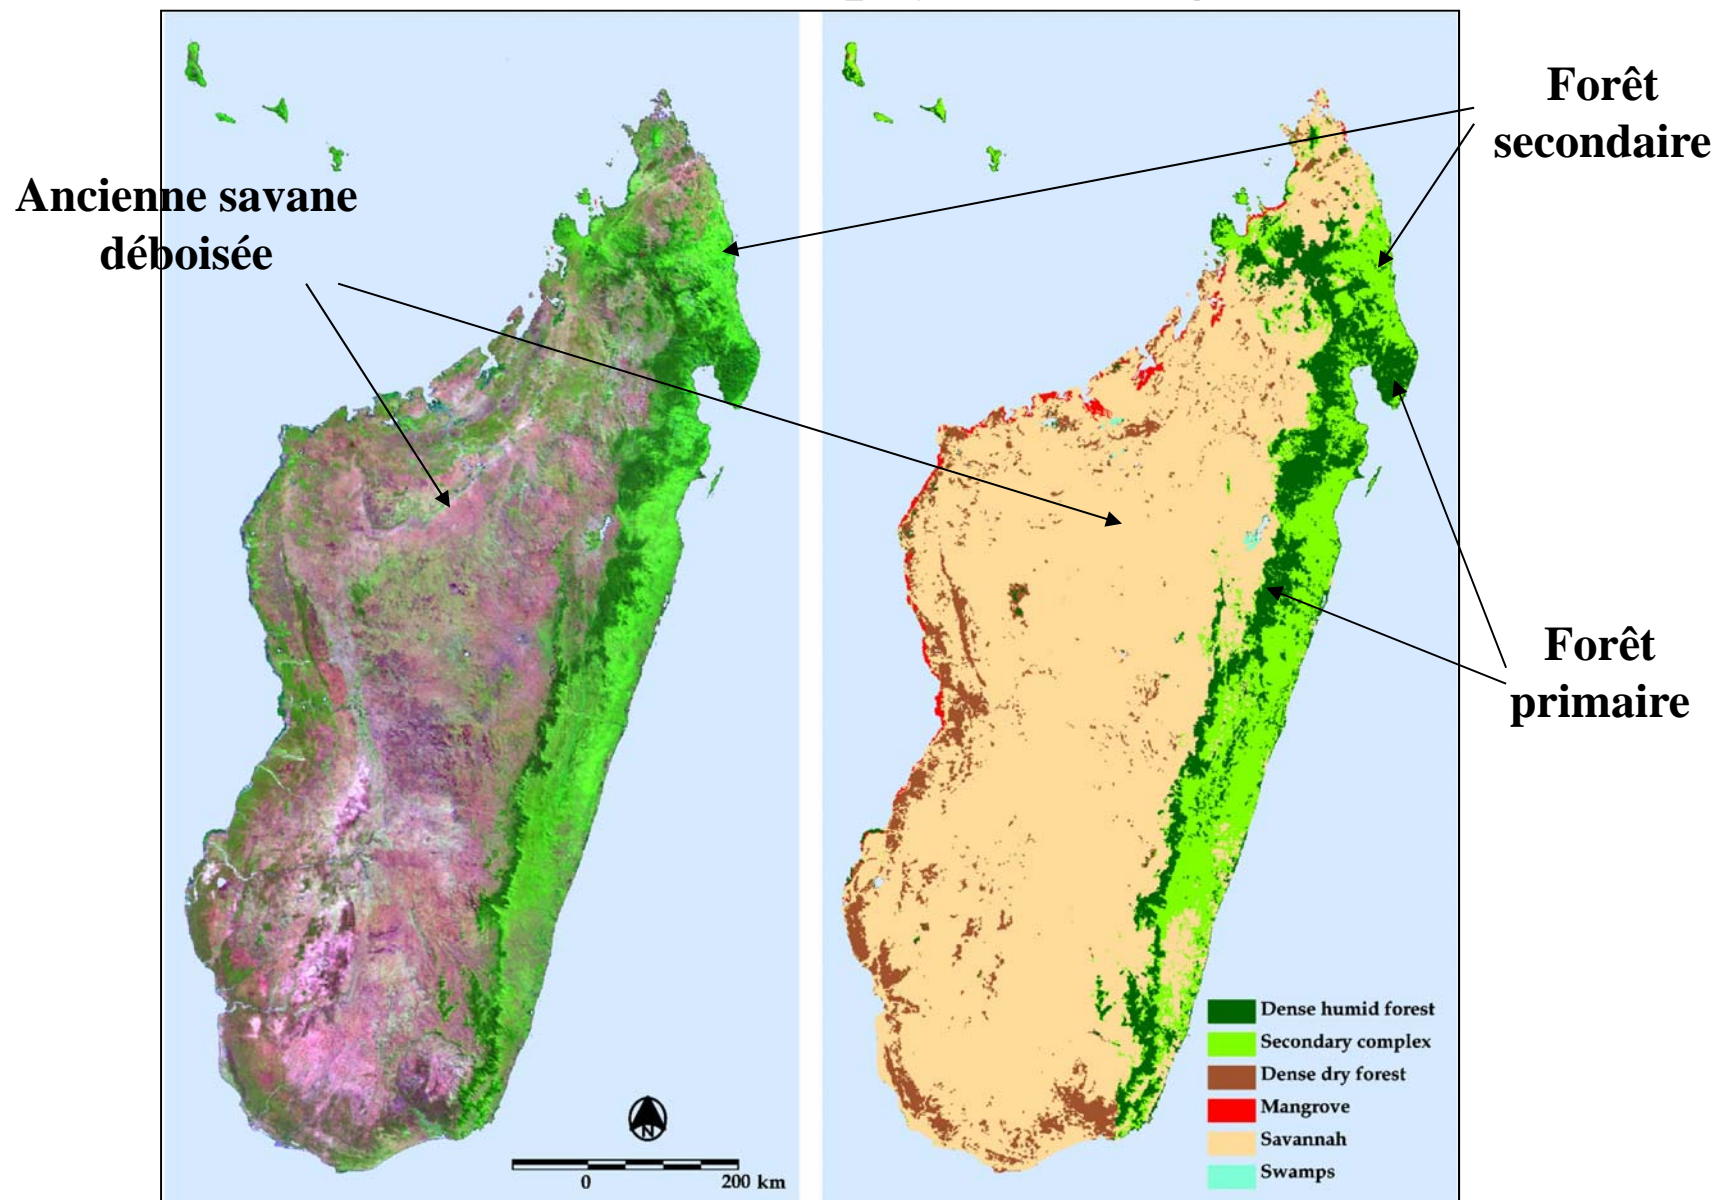 Forêt
secondaire
Ancienne savane
déboisée
Forêt
primaire
Dense humid forest
Secondary complex
Dense dry forest
Mangrove
Savannah
Swamps
N
0 200 km